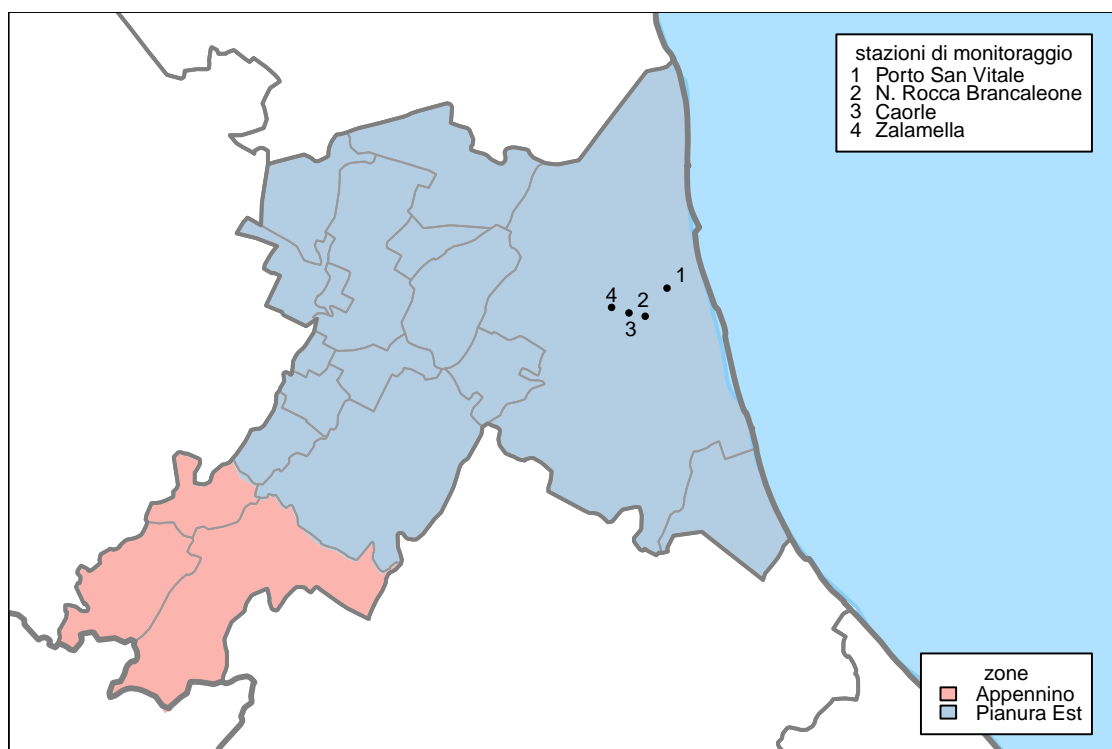 stazioni di monitoraggio
1 Porto San Vitale
2 N. Rocca Brancaleone
3 Caorle
4 Zalamella
1
4
2
3
zone
Appennino
Pianura Est